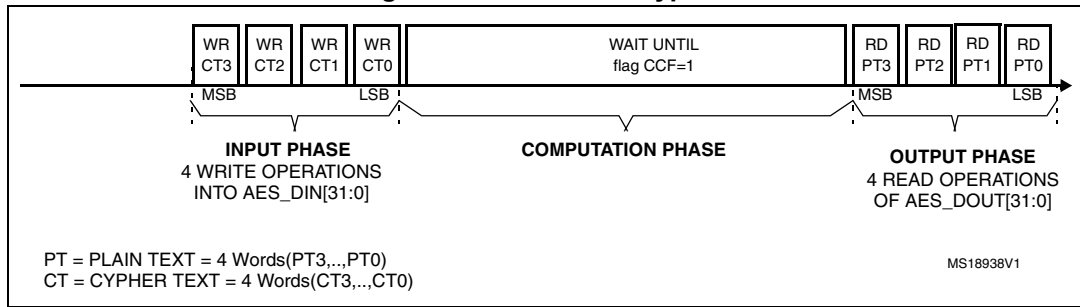 WR CT3 WR CT2 WR CT1 WR CT0 WAIT UNTIL flag CCF=1 RD PT3 RD PT2 RD PT1 RD PT0
MSB LSB MSB LSB
INPUT PHASE
4 WRITE OPERATIONS
INTO AES_DIN[31:0]
COMPUTATION PHASE
OUTPUT PHASE
4 READ OPERATIONS
OF AES_DOUT[31:0]
PT = PLAIN TEXT = 4 Words(PT3,..,PT0)
CT = CYPHER TEXT = 4 Words(CT3,..,CT0)
MS18938V1